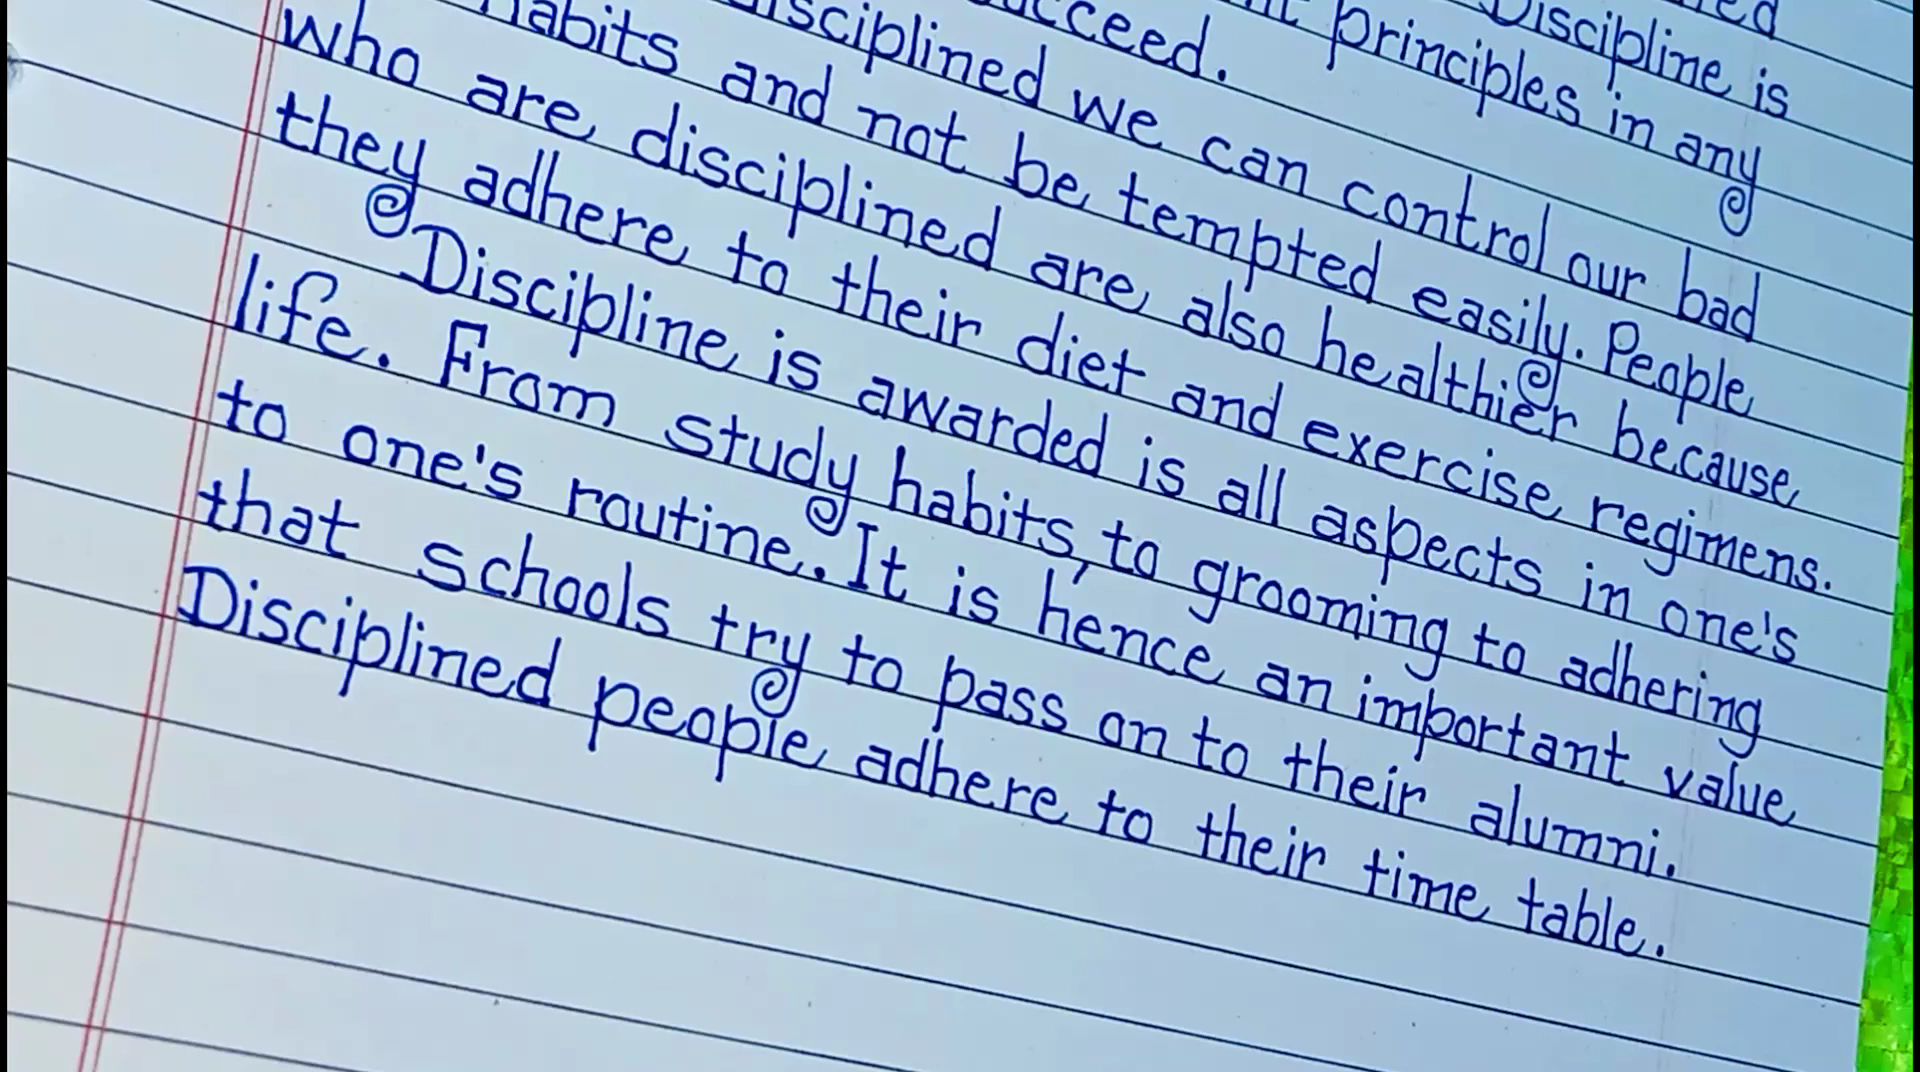 Discipline is
principles in any
disciplined we can control our bad
habits and not be tempted easily. People
who are disciplined are also healthier because
they adhere to their diet and exercise regimens.
Discipline is awarded is all aspects in one's
life. From study habits, to grooming to adhering
to one's routine. It is hence an important value
that schools try to pass on to their alumni.
Disciplined people adhere to their time table.